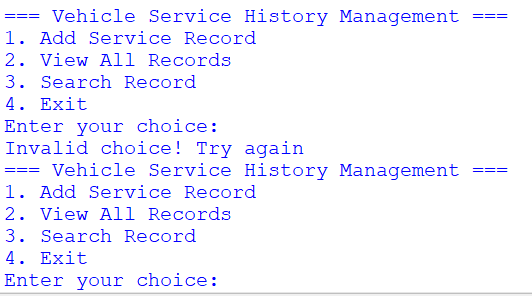 === Vehicle Service History Management ===
1. Add Service Record
2. View All Records
3. Search Record
4. Exit
Enter your choice:
Invalid choice! Try again
=== Vehicle Service History Management ===
1. Add Service Record
2. View All Records
3. Search Record
4. Exit
Enter your choice: